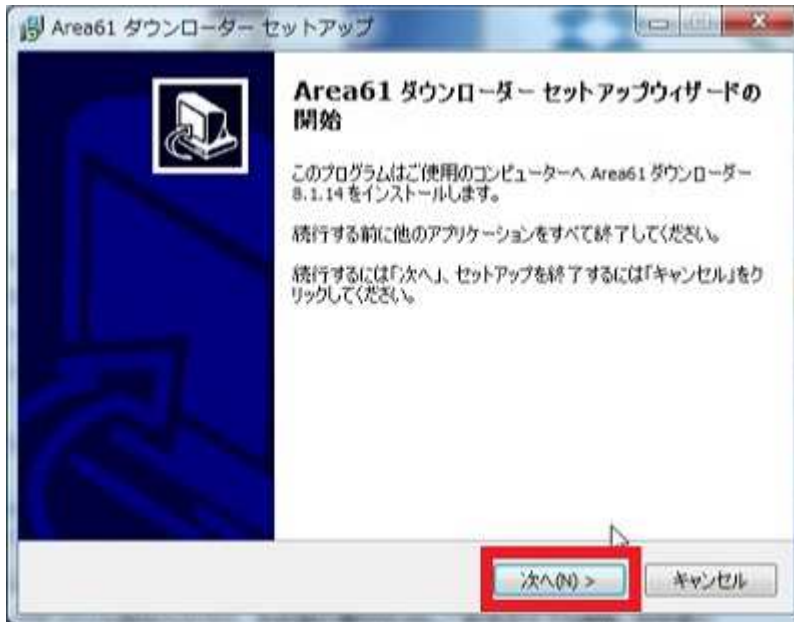 Area61 ダウンローダー セットアップ
Area61 ダウンローダー セットアップウィザードの
開始
このプログラムはご使用のコンピューターへ Area61 ダウンローダー
8.1.14 をインストールします。
続行する前に他のアプリケーションをすべて終了してください。
続行するには「次へ」、セットアップを終了するには「キャンセル」をク
リックしてください。
次へ(N) >
キャンセル